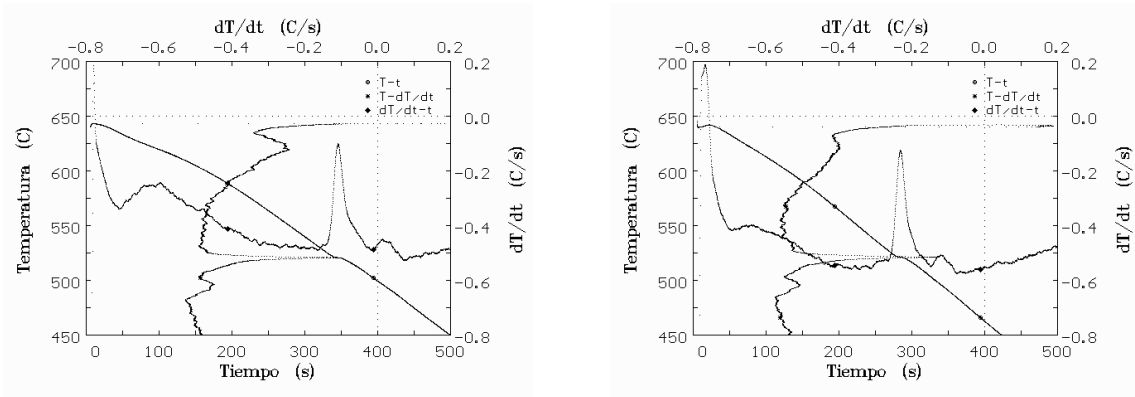 dT/dt (C/s)
-0.8 -0.6 -0.4 -0.2 0.0 0.2
700 650 600 550 500 450
Temperatura (C)
T-t
T-dT/dt
dT/dt-t
0.2 0.0 -0.2 -0.4 -0.6 -0.8
dT/dt (C/s)
0 100 200 300 400 500
Tiempo (s)
dT/dt (C/s)
-0.8 -0.6 -0.4 -0.2 0.0 0.2
700 650 600 550 500 450
Temperatura (C)
T-t
T-dT/dt
dT/dt-t
0.2 0.0 -0.2 -0.4 -0.6 -0.8
dT/dt (C/s)
0 100 200 300 400 500
Tiempo (s)